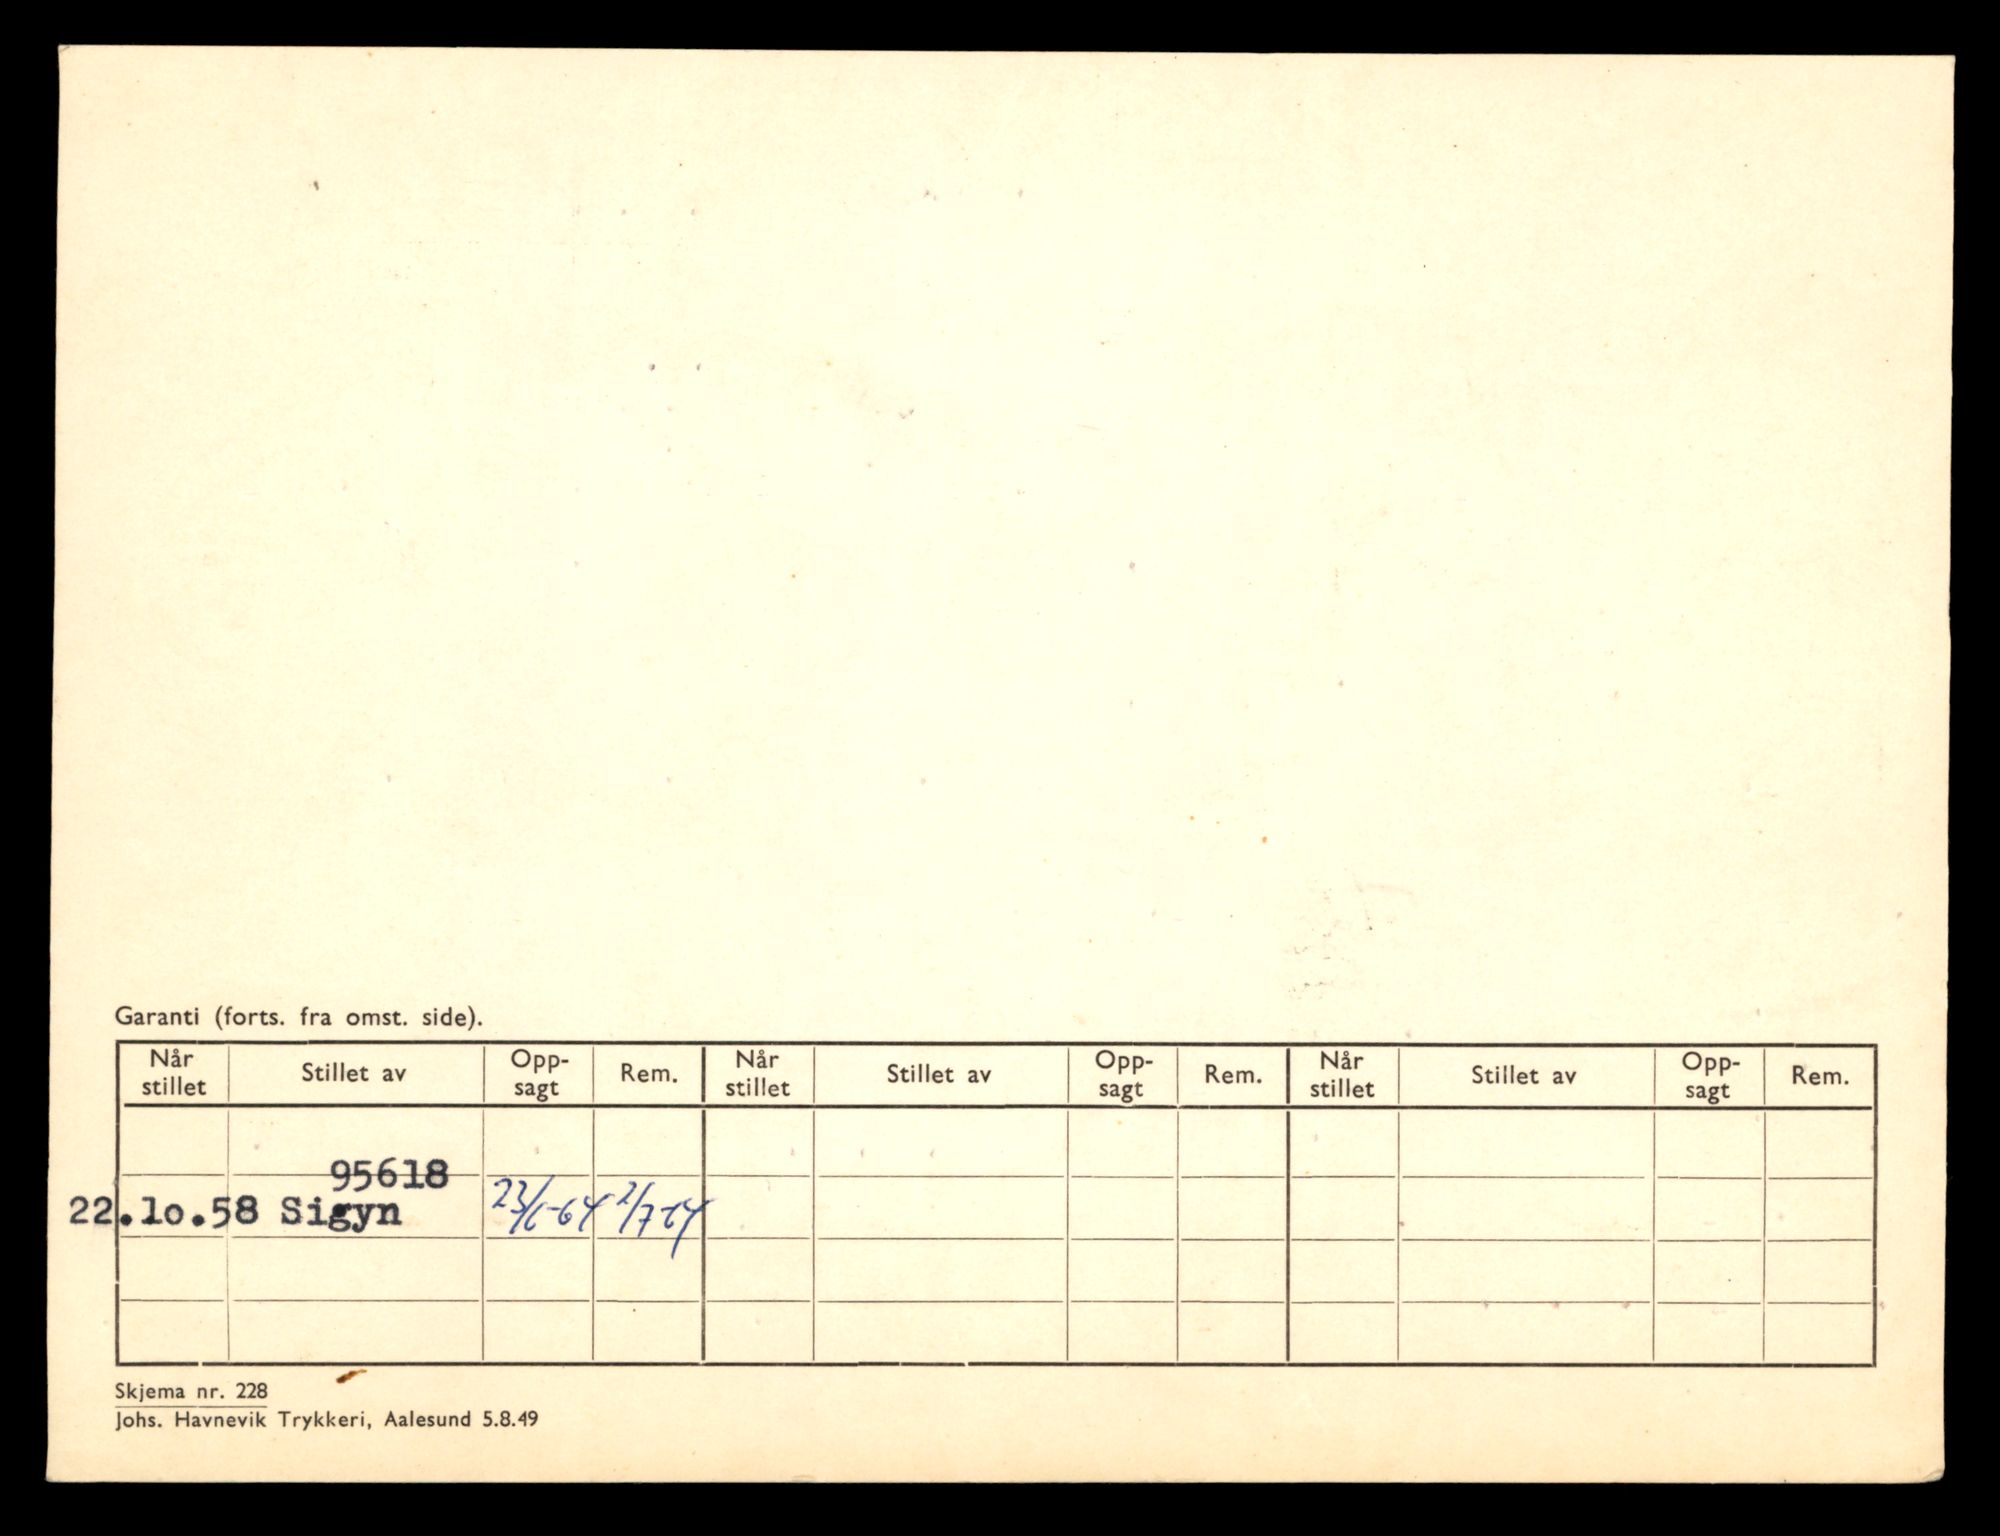 Garanti (forts. fra omst. side).
Når stillet Stillet av Opp-sagt Rem. Når stillet Stillet av Opp-sagt Rem. Når stillet Stillet av Opp-sagt Rem.
95618
22.lo.58 Sigyn 23/6-64 2/7-64
Skjema nr. 228
Johs. Havnevik Trykkeri, Aalesund 5.8.49